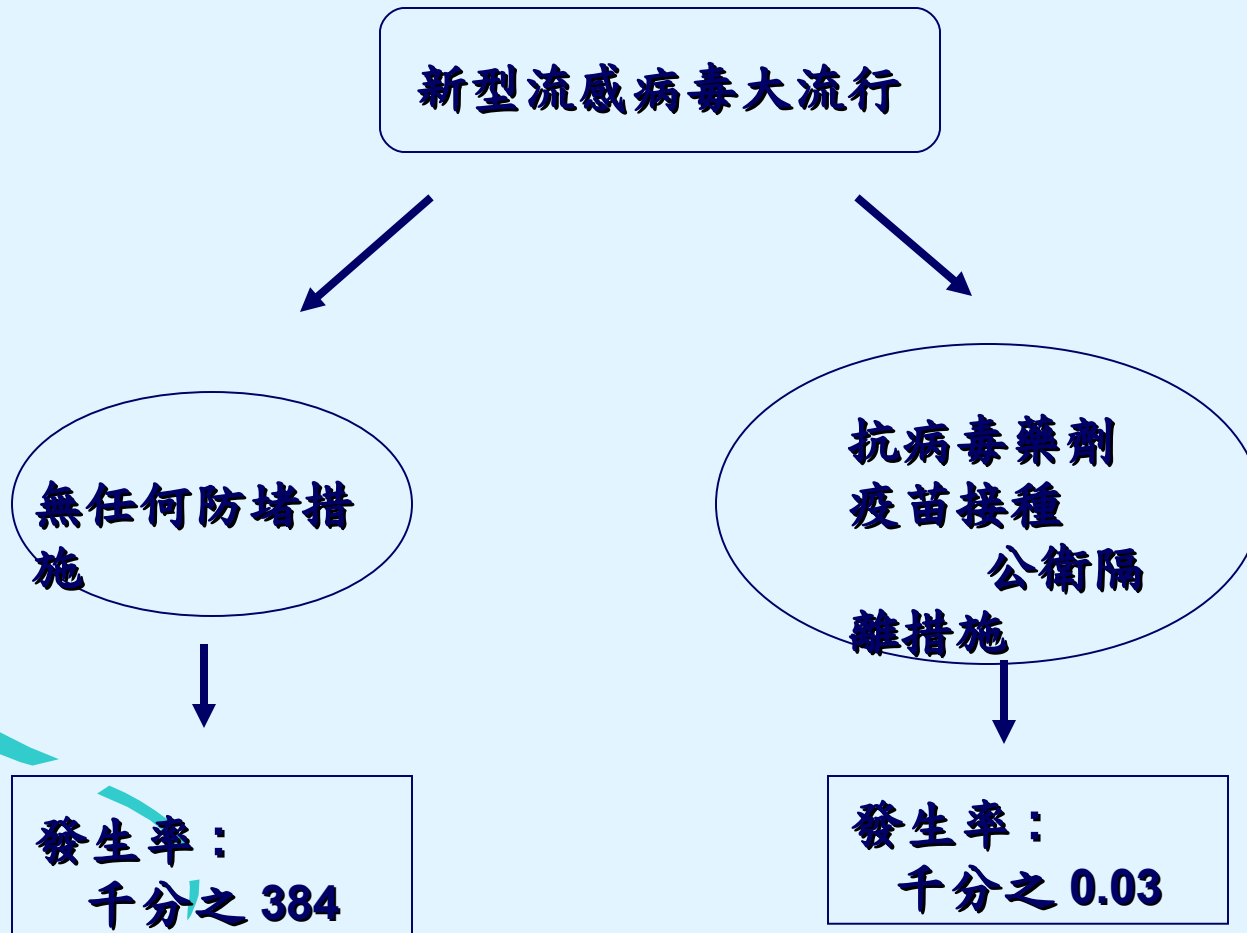 新型流感病毒大流行
無任何防堵措
施
抗病毒藥劑
疫苗接種
公衛隔
離措施
發生率：
千分之 384
發生率：
千分之 0.03